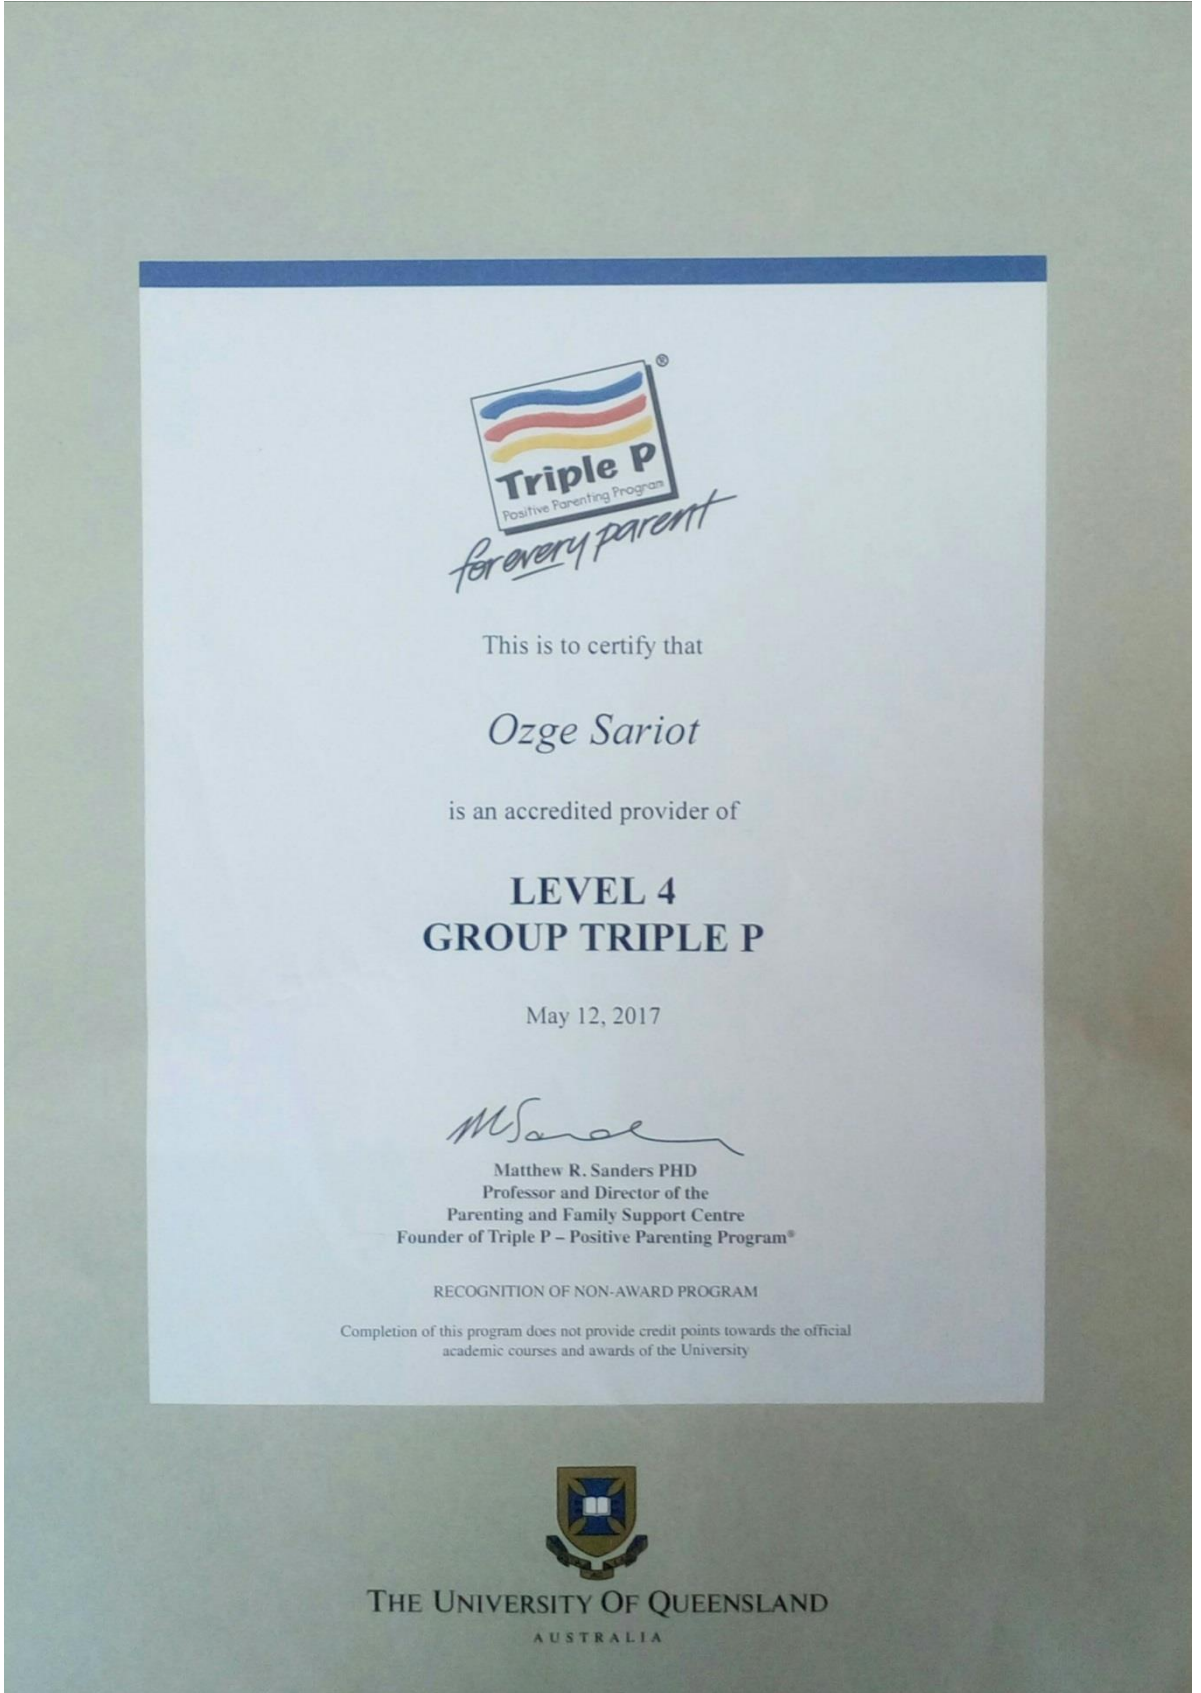 ®
Triple P
Positive Parenting Program
for every parent
This is to certify that
Ozge Sariot
is an accredited provider of
LEVEL 4
GROUP TRIPLE P
May 12, 2017
Matthew R. Sanders PHD
Professor and Director of the
Parenting and Family Support Centre
Founder of Triple P – Positive Parenting Program®
RECOGNITION OF NON-AWARD PROGRAM
Completion of this program does not provide credit points towards the official
academic courses and awards of the University
THE UNIVERSITY OF QUEENSLAND
AUSTRALIA